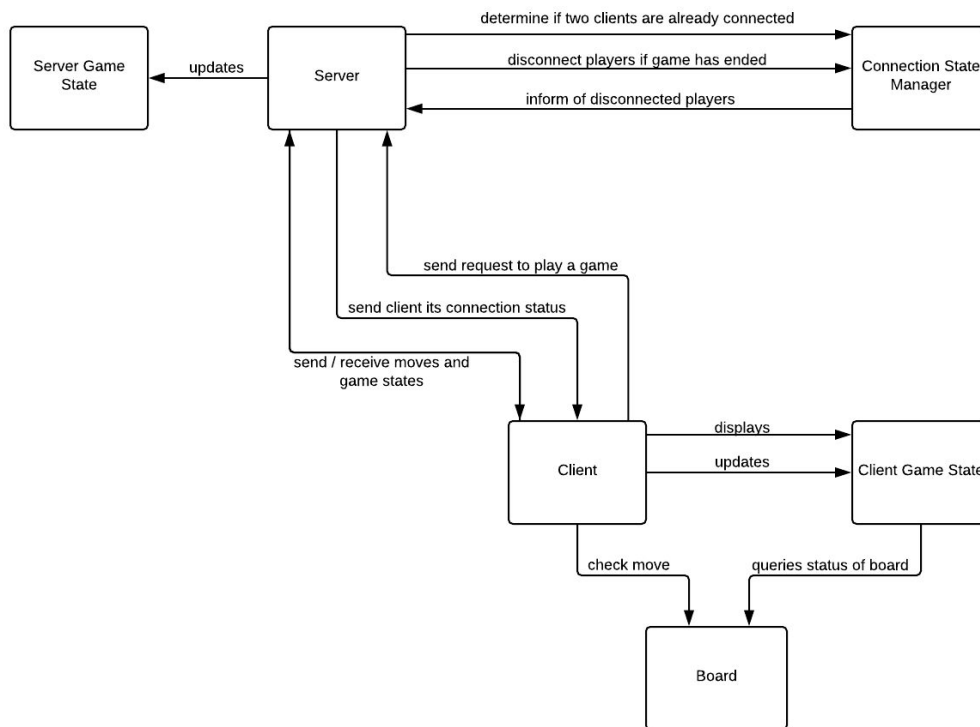 determine if two clients are already connected
Server Game
State
updates
Server
disconnect players if game has ended
Connection State
Manager
inform of disconnected players
send request to play a game
send client its connection status
send / receive moves and
game states
Client
displays
updates
Client Game State
check move
queries status of board
Board